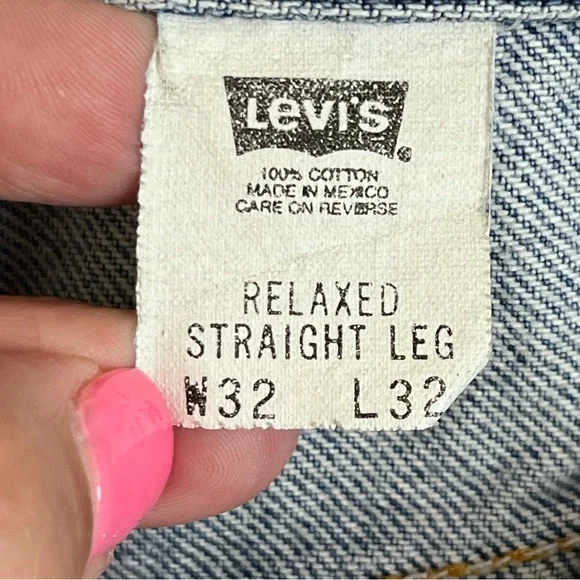 Levi's
100% COTTON
MADE IN MEXICO
CARE ON REVERSE
RELAXED
STRAIGHT LEG
W32 L32